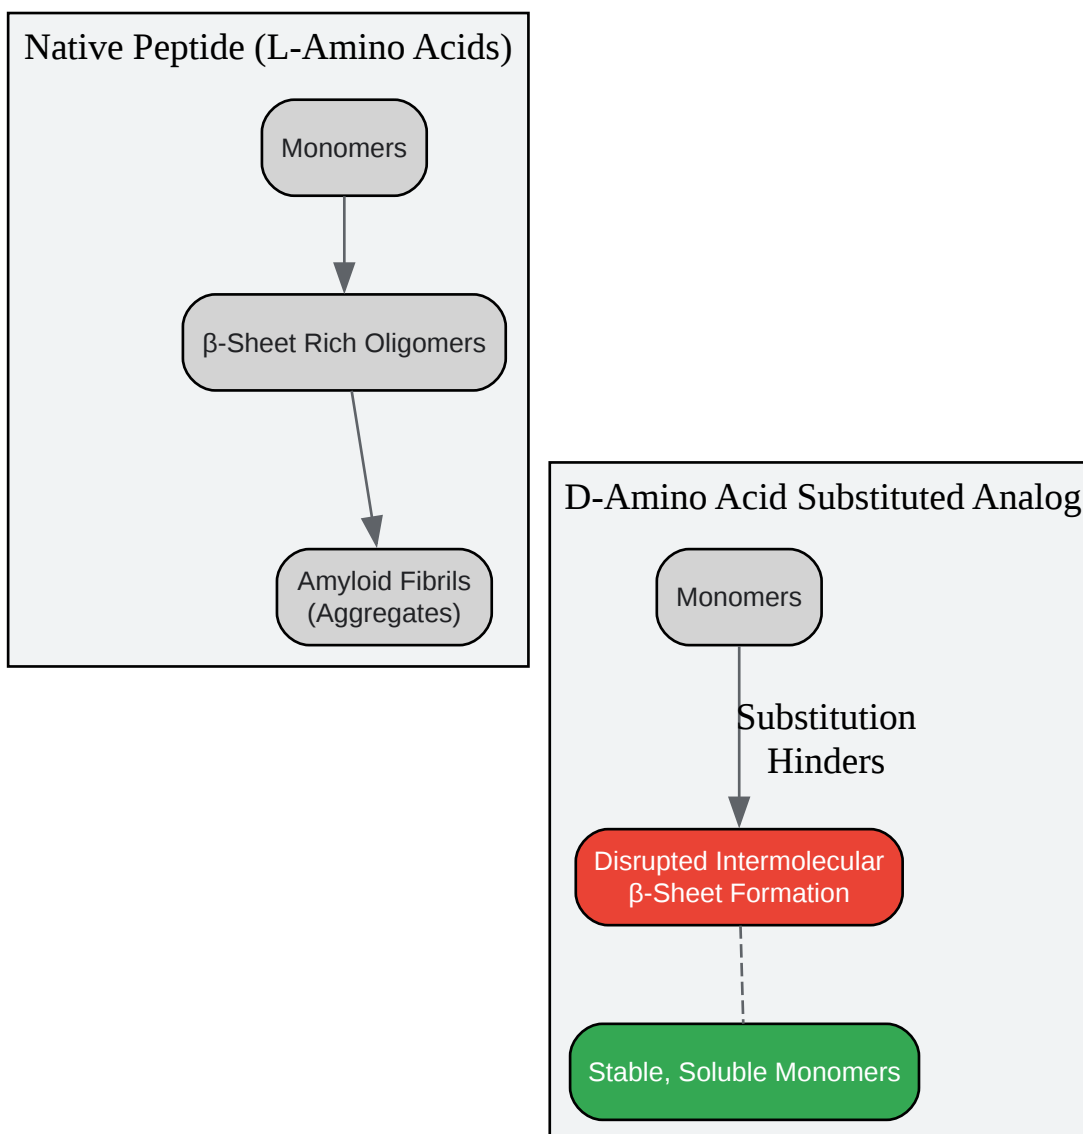 Native Peptide (L-Amino Acids)
Monomers
β-Sheet Rich Oligomers
Amyloid Fibrils
(Aggregates)
D-Amino Acid Substituted Analog
Monomers
Substitution
Hinders
Disrupted Intermolecular
β-Sheet Formation
Stable, Soluble Monomers